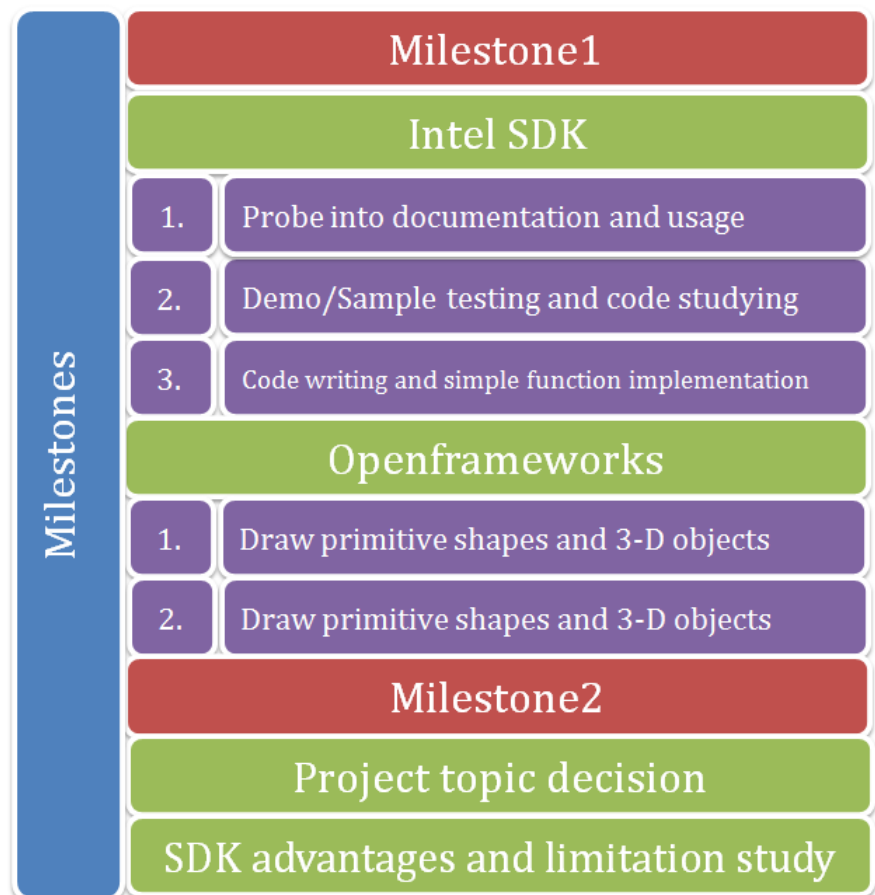 Milestones
Milestone1
Intel SDK
1. Probe into documentation and usage
2. Demo/Sample testing and code studying
3. Code writing and simple function implementation
Openframeworks
1. Draw primitive shapes and 3-D objects
2. Draw primitive shapes and 3-D objects
Milestone2
Project topic decision
SDK advantages and limitation study